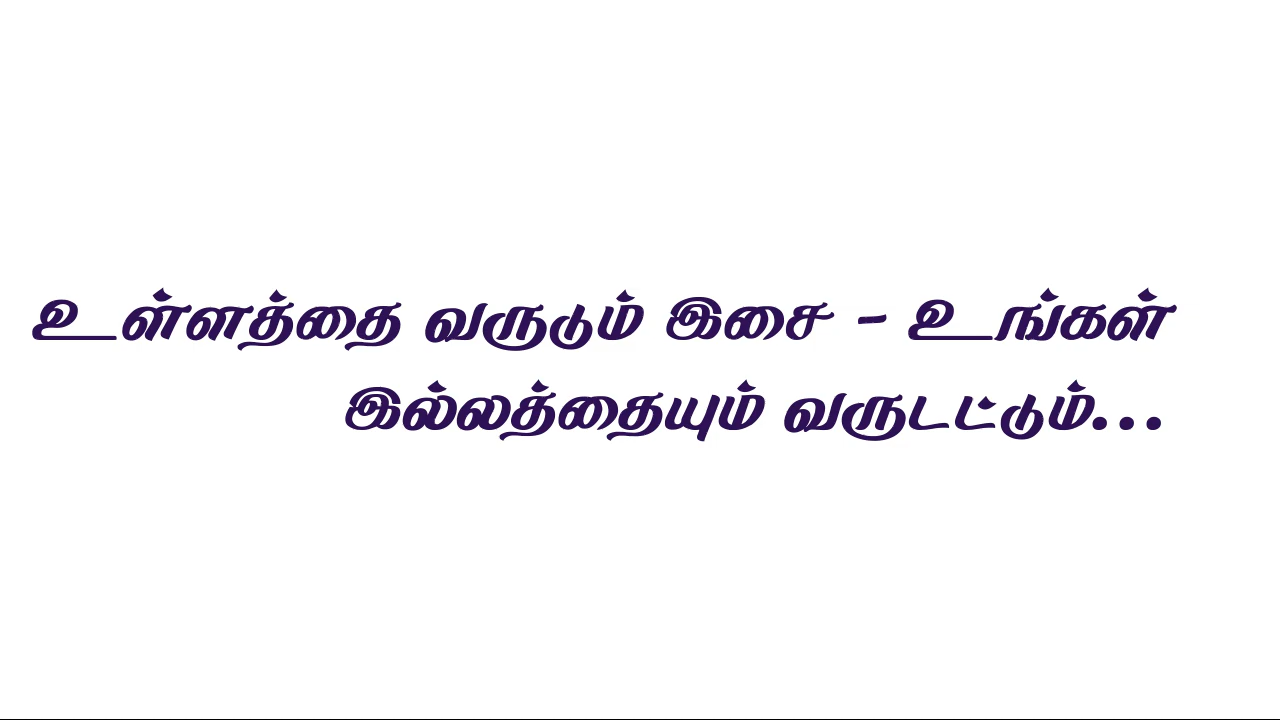 உள்ளத்தை வருடும் இசை - உங்கள்
இல்லத்தையும் வருடட்டும்...